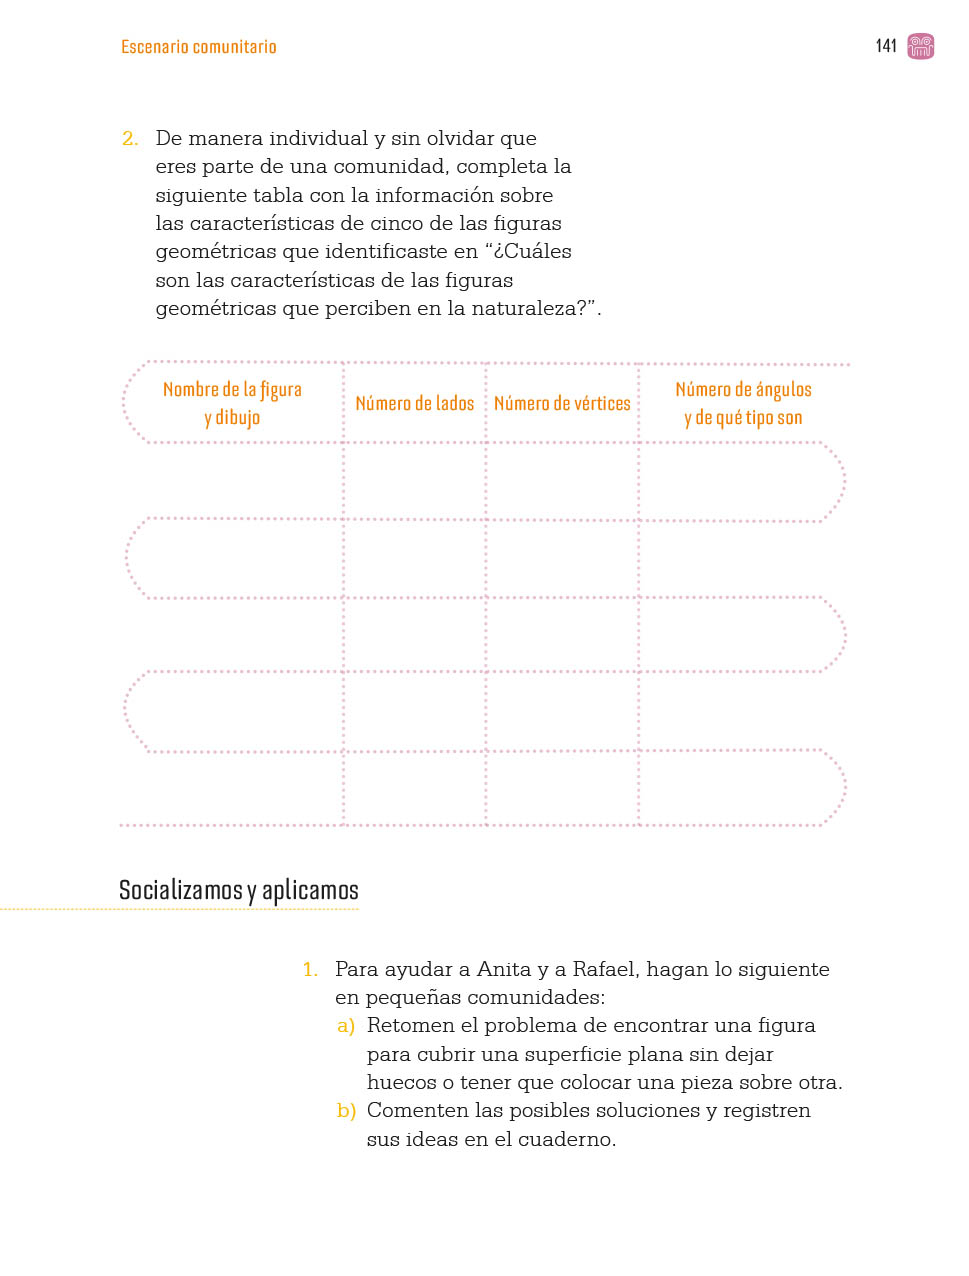 Escenario comunitario
141
2. De manera individual y sin olvidar que
eres parte de una comunidad, completa la
siguiente tabla con la información sobre
las características de cinco de las figuras
geométricas que identificaste en “¿Cuáles
son las características de las figuras
geométricas que perciben en la naturaleza?”.
Nombre de la figura
y dibujo
Número de lados
Número de vértices
Número de ángulos
y de qué tipo son
Socializamos y aplicamos
1. Para ayudar a Anita y a Rafael, hagan lo siguiente
en pequeñas comunidades:
a) Retomen el problema de encontrar una figura
para cubrir una superficie plana sin dejar
huecos o tener que colocar una pieza sobre otra.
b) Comenten las posibles soluciones y registren
sus ideas en el cuaderno.